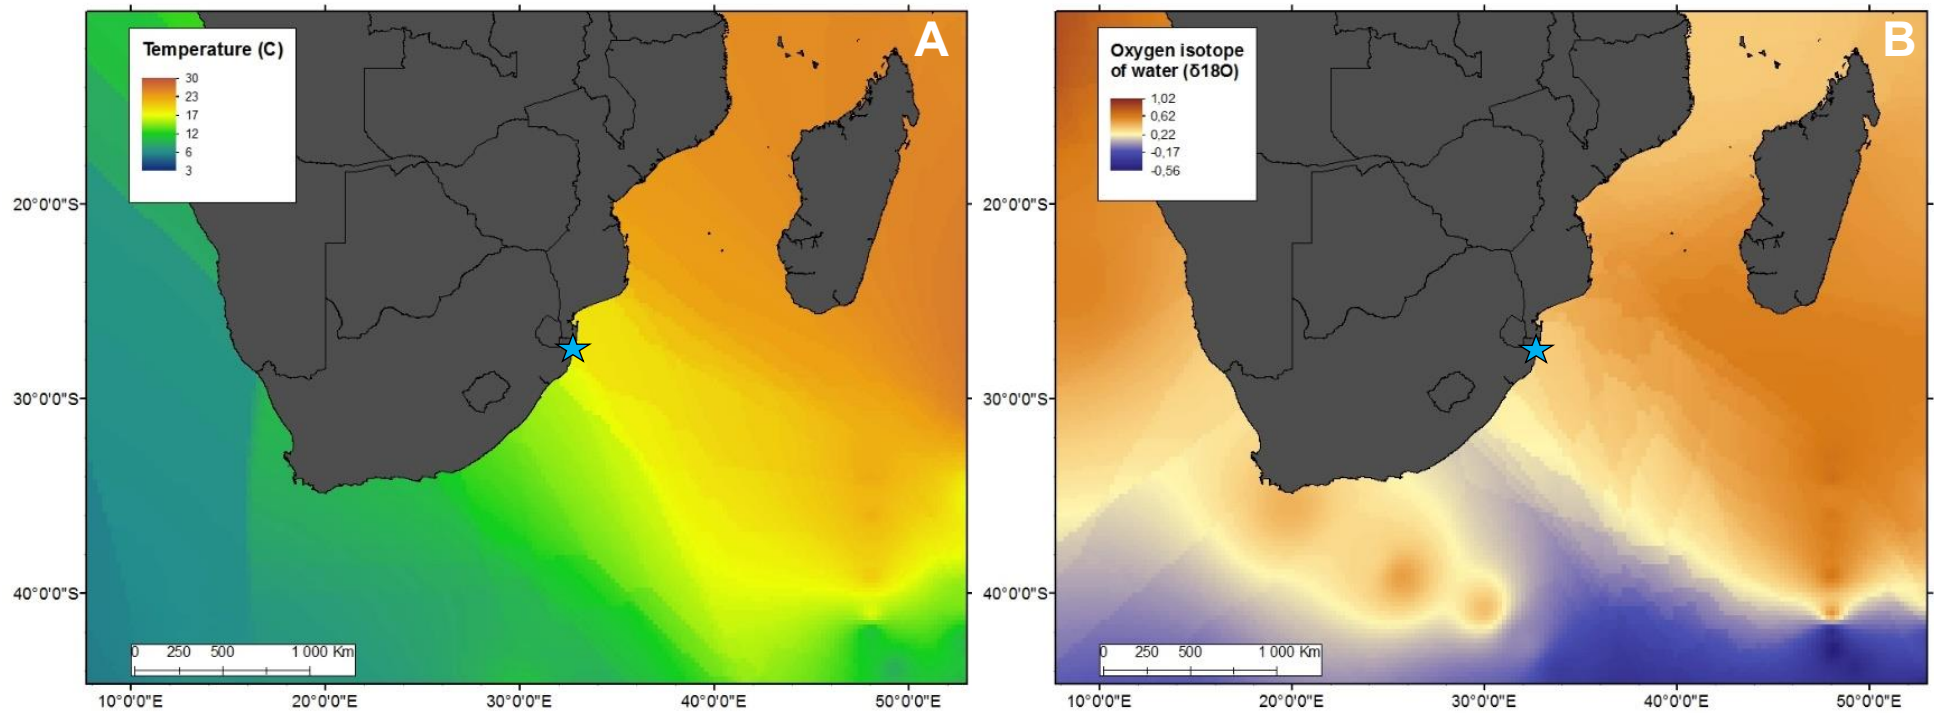 A
Temperature (C)
30
23
17
12
6
3
20°0'0"S
30°0'0"S
40°0'0"S
0 250 500 1 000 Km
10°0'0"E 20°0'0"E 30°0'0"E 40°0'0"E 50°0'0"E
B
Oxygen isotope
of water (δ18O)
1,02
0,62
0,22
-0,17
-0,56
20°0'0"S
30°0'0"S
40°0'0"S
0 250 500 1 000 Km
10°0'0"E 20°0'0"E 30°0'0"E 40°0'0"E 50°0'0"E